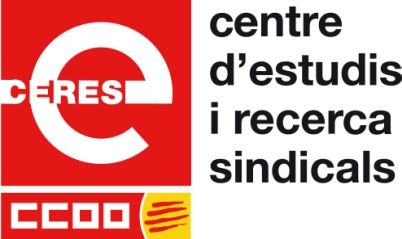 CERES
CCOO
centre
d'estudis
i recerca
sindicals